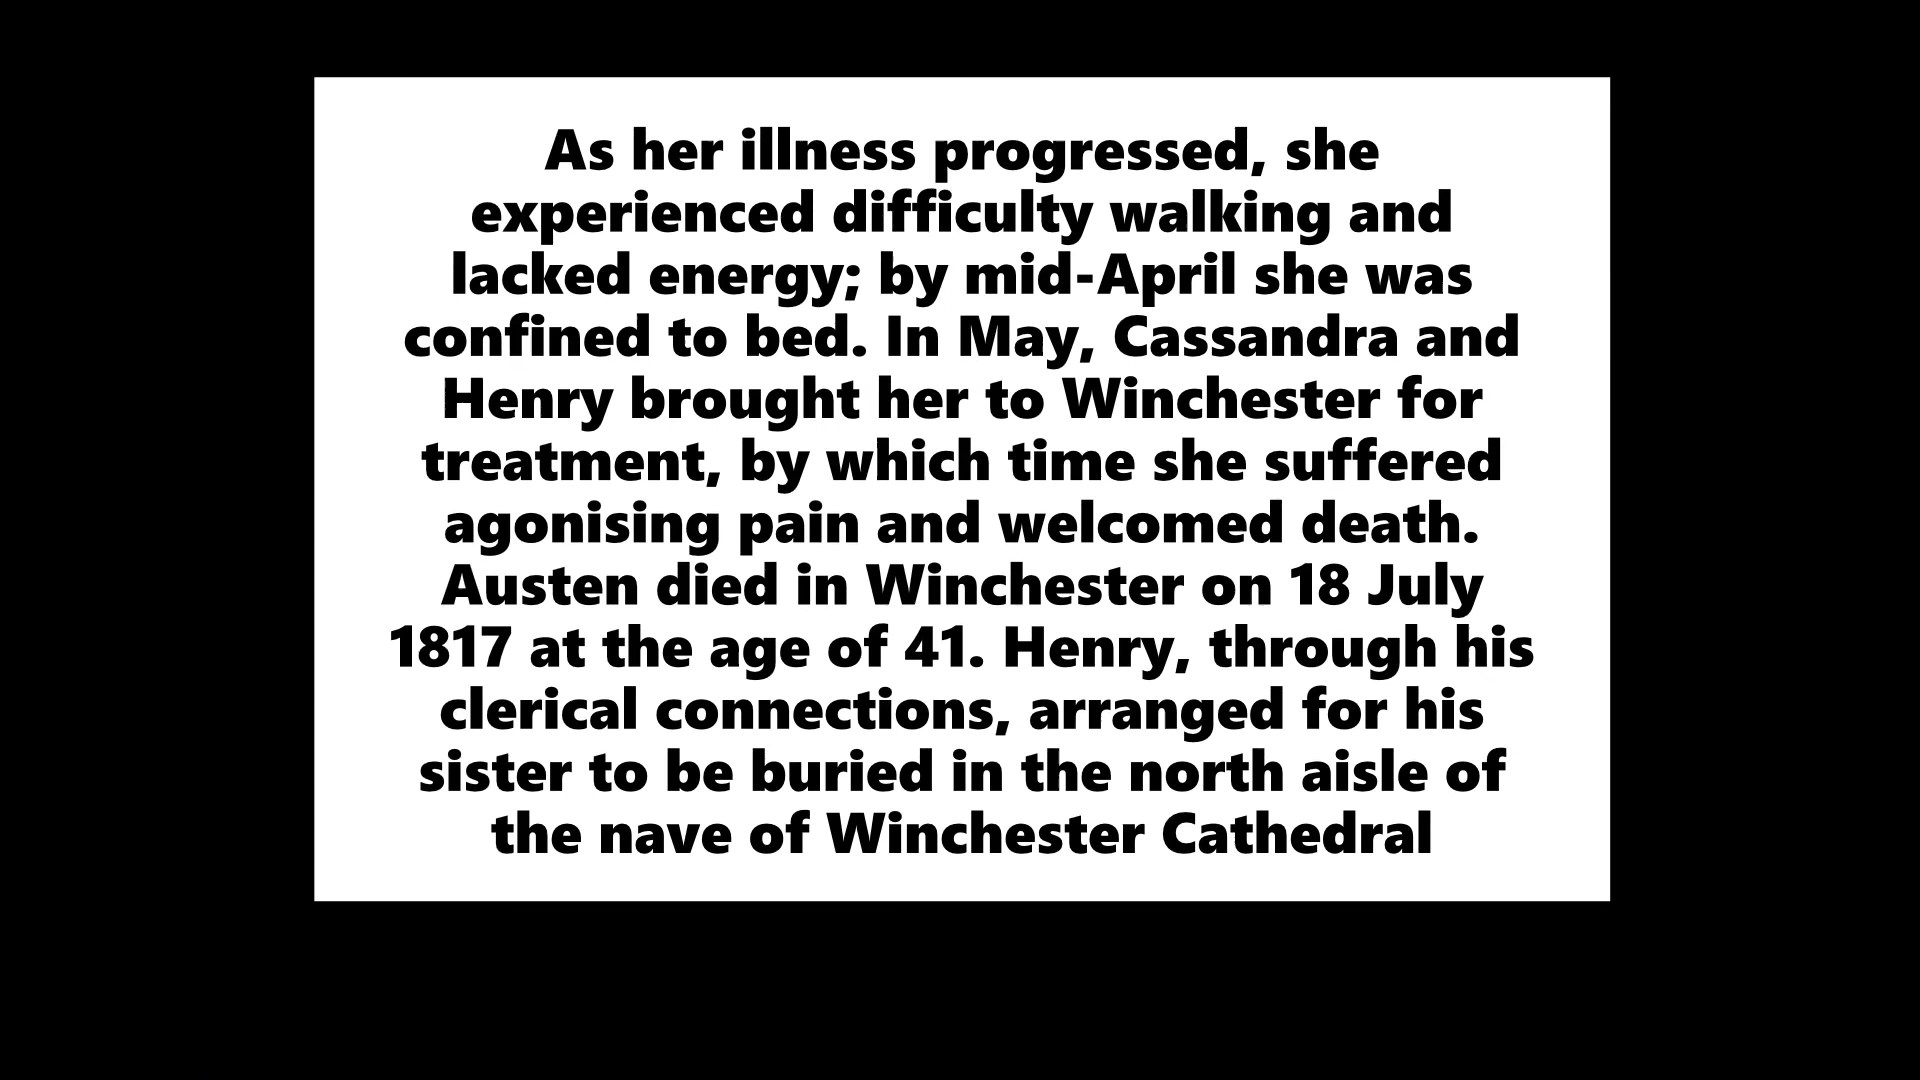 As her illness progressed, she
experienced difficulty walking and
lacked energy; by mid-April she was
confined to bed. In May, Cassandra and
Henry brought her to Winchester for
treatment, by which time she suffered
agonising pain and welcomed death.
Austen died in Winchester on 18 July
1817 at the age of 41. Henry, through his
clerical connections, arranged for his
sister to be buried in the north aisle of
the nave of Winchester Cathedral